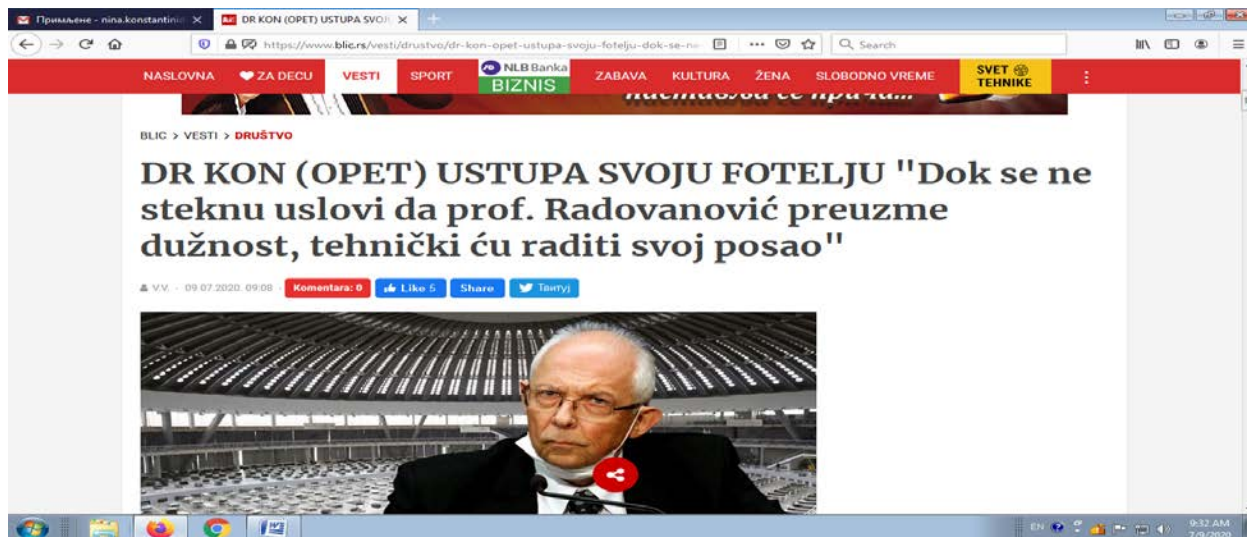 Примљене - nina.konstantini
DR KON (OPET) USTUPA SVOJU
https://www.blic.rs/vesti/drustvo/dr-kon-opet-ustupa-svoju-fotelju-dok-se-ne
Search
NASLOVNA ZA DECU VESTI SPORT NLB Banka BIZNIS ZABAVA KULTURA ŽENA SLOBODNO VREME SVET TEHNIKE
BLIC > VESTI > DRUŠTVO
DR KON (OPET) USTUPA SVOJU FOTELJU "Dok se ne
steknu uslovi da prof. Radovanović preuzme
dužnost, tehnički ću raditi svoj posao"
V.V. - 09.07.2020. 09:08 - Komentara: 0 Like 5 Share Твитуј
EN 9:32 AM
7/9/2020